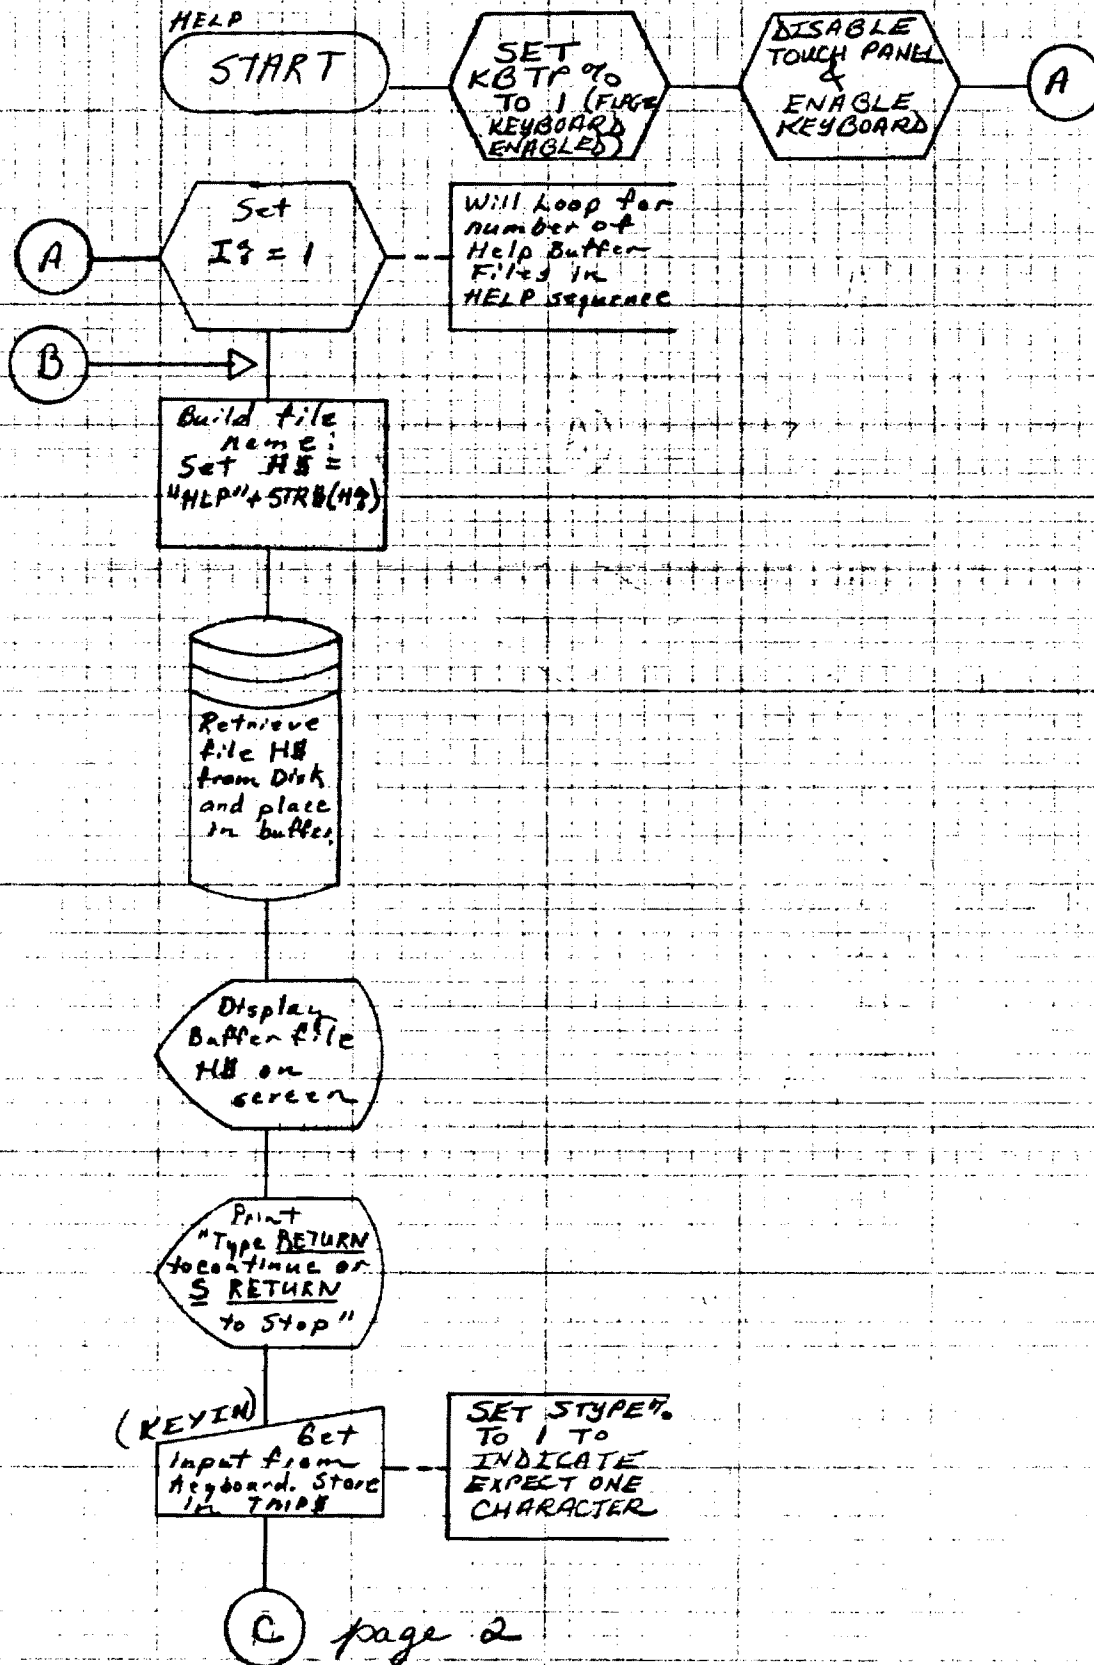 HELP
START
SET
KBTP%
TO 1 (FLAGS
KEYBOARD
ENABLED)
DISABLE
TOUCH PANEL
&
ENABLE
KEYBOARD
A
A
Set
I% = 1
Will Loop for
number of
Help Buffer
Files in
HELP sequence
B
Build file
name:
Set H$ =
"HLP"+STR$(H%)
Retrieve
file H$
from Disk
and place
in buffer.
Display
Buffer file
H$ on
screen
Print
"Type RETURN
to continue or
S RETURN
to Stop"
(KEYIN)
Get
Input from
Keyboard. Store
in TMP$
SET STYPE%
TO 1 TO
INDICATE
EXPECT ONE
CHARACTER
C page 2